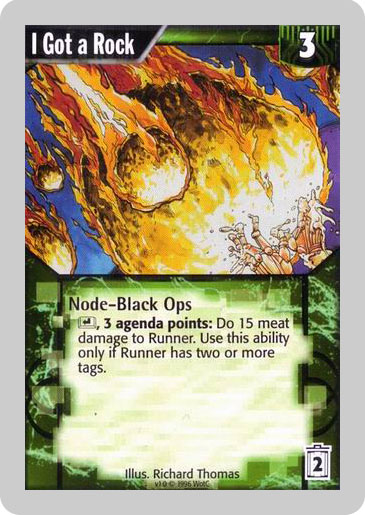 I Got a Rock
3
Node-Black Ops
, 3 agenda points: Do 15 meat
damage to Runner. Use this ability
only if Runner has two or more
tags.
2
Illus. Richard Thomas
v1.0 © 1996 WotC